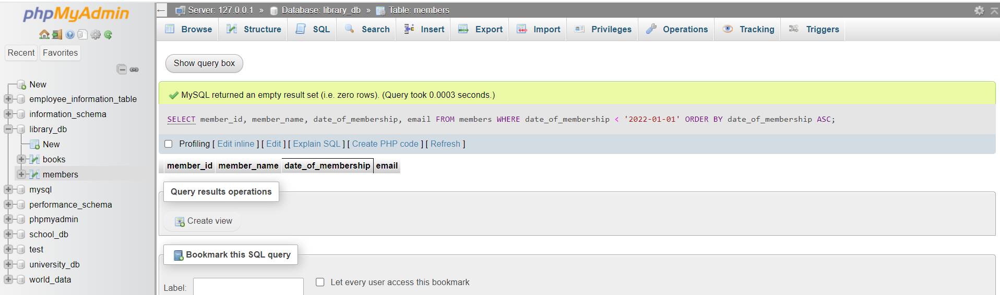 phpMyAdmin
Recent Favorites
New
employee_information_table
information_schema
library_db
New
books
members
mysql
performance_schema
phpmyadmin
school_db
test
university_db
world_data
Server: 127.0.0.1 » Database: library_db » Table: members
Browse Structure SQL Search Insert Export Import Privileges Operations Tracking Triggers
Show query box
MySQL returned an empty result set (i.e. zero rows). (Query took 0.0003 seconds.)
SELECT member_id, member_name, date_of_membership, email FROM members WHERE date_of_membership < '2022-01-01' ORDER BY date_of_membership ASC;
Profiling [ Edit inline ] [ Edit ] [ Explain SQL ] [ Create PHP code ] [ Refresh ]
member_id member_name date_of_membership email
Query results operations
Create view
Bookmark this SQL query
Label: Let every user access this bookmark